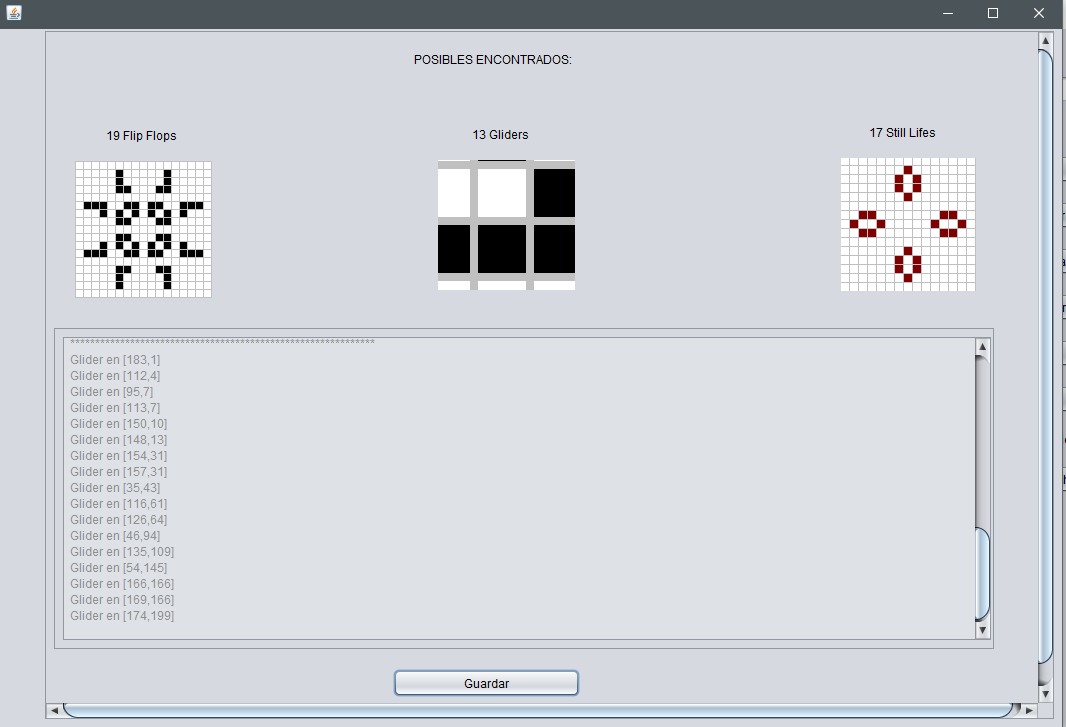 POSIBLES ENCONTRADOS:
19 Flip Flops
13 Gliders
17 Still Lifes
*************************************************************
Glider en [183,1]
Glider en [112,4]
Glider en [95,7]
Glider en [113,7]
Glider en [150,10]
Glider en [148,13]
Glider en [154,31]
Glider en [157,31]
Glider en [35,43]
Glider en [116,61]
Glider en [126,64]
Glider en [46,94]
Glider en [135,109]
Glider en [54,145]
Glider en [166,166]
Glider en [169,166]
Glider en [174,199]
Guardar